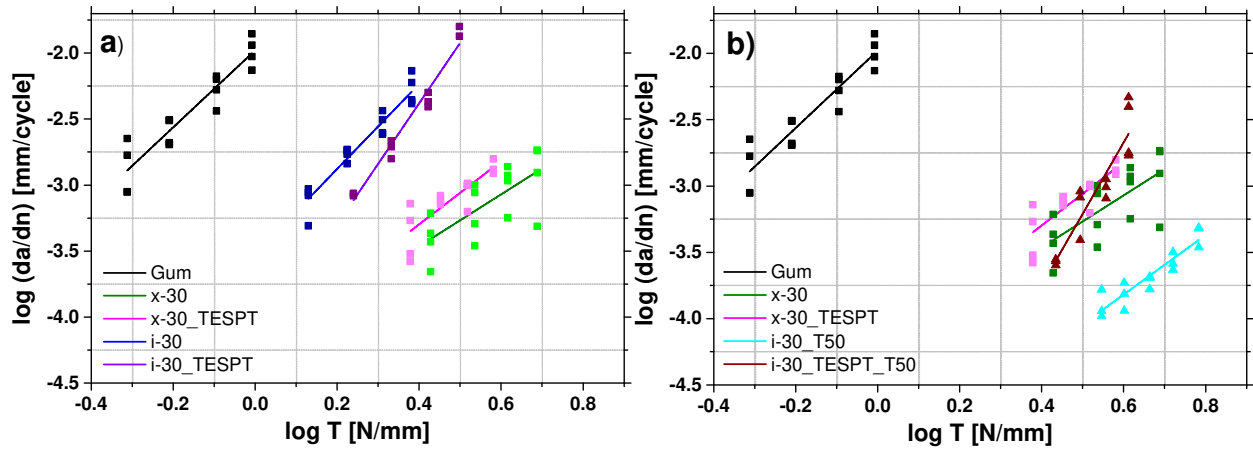 a)
log (da/dn) [mm/cycle]
-2.0
-2.5
-3.0
-3.5
-4.0
-4.5
Gum
x-30
x-30_TESPT
i-30
i-30_TESPT
-0.4 -0.2 0.0 0.2 0.4 0.6 0.8
log T [N/mm]
b)
log (da/dn) [mm/cycle]
-2.0
-2.5
-3.0
-3.5
-4.0
-4.5
Gum
x-30
x-30_TESPT
i-30_T50
i-30_TESPT_T50
-0.4 -0.2 0.0 0.2 0.4 0.6 0.8
log T [N/mm]